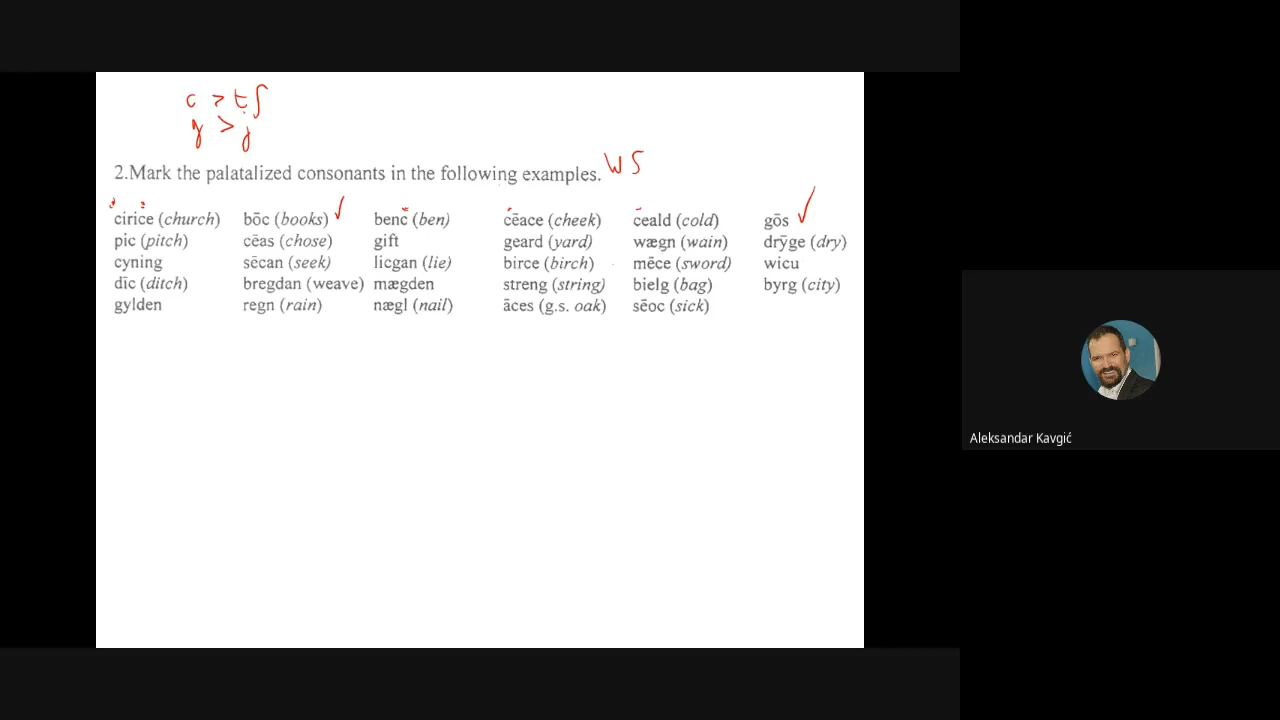 c > tʃ
g > j
2.Mark the palatalized consonants in the following examples. WS
cirice (church) bōc (books) benc (ben) cēace (cheek) ceald (cold) gōs
pic (pitch) cēas (chose) gift geard (yard) wægn (wain) drȳge (dry)
cyning sēcan (seek) licgan (lie) birce (birch) mēce (sword) wicu
dīc (ditch) bregdan (weave) mægden streng (string) bielg (bag) byrg (city)
gylden regn (rain) nægl (nail) āces (g.s. oak) sēoc (sick)
Aleksandar Kavgić